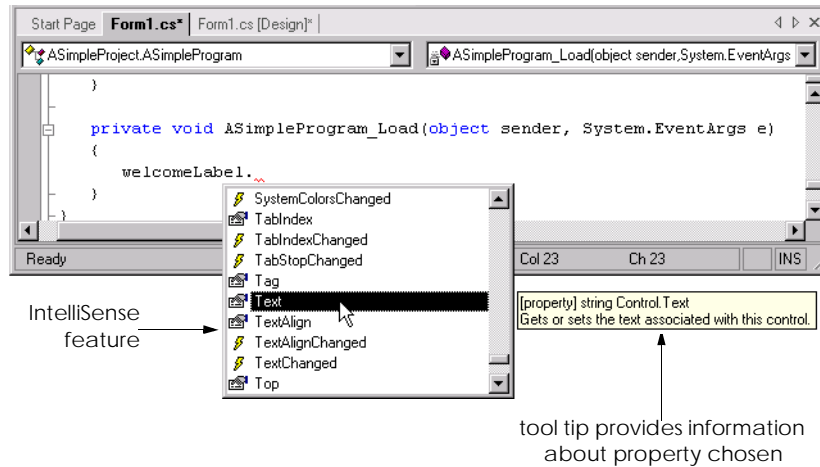 Start Page Form1.cs* Form1.cs [Design]*
ASimpleProject.ASimpleProgram ASimpleProgram_Load(object sender,System.EventArgs
}
private void ASimpleProgram_Load(object sender, System.EventArgs e)
{
welcomeLabel.
}
}
SystemColorsChanged
TabIndex
TabIndexChanged
TabStopChanged
Tag
Text
TextAlign
TextAlignChanged
TextChanged
Top
Ready Col 23 Ch 23 INS
[property] string Control.Text
Gets or sets the text associated with this control.
IntelliSense
feature
tool tip provides information
about property chosen